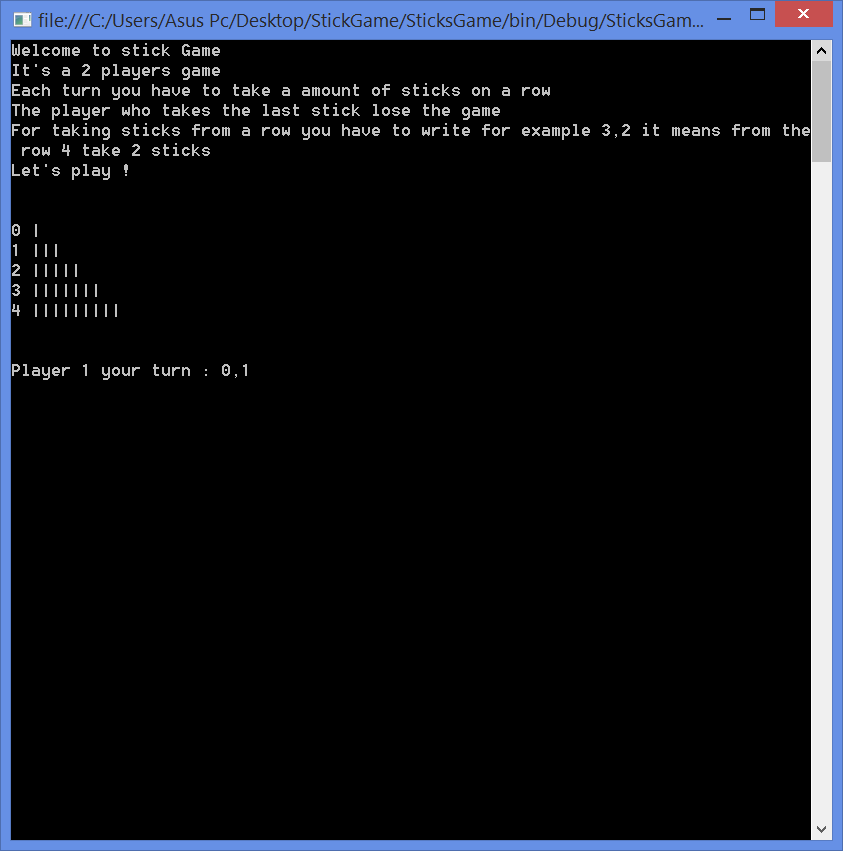 file:///C:/Users/Asus Pc/Desktop/StickGame/SticksGame/bin/Debug/SticksGam...
Welcome to stick Game
It's a 2 players game
Each turn you have to take a amount of sticks on a row
The player who takes the last stick lose the game
For taking sticks from a row you have to write for example 3,2 it means from the
row 4 take 2 sticks
Let's play !
0 |
1 |||
2 |||||
3 |||||||
4 |||||||||
Player 1 your turn : 0,1